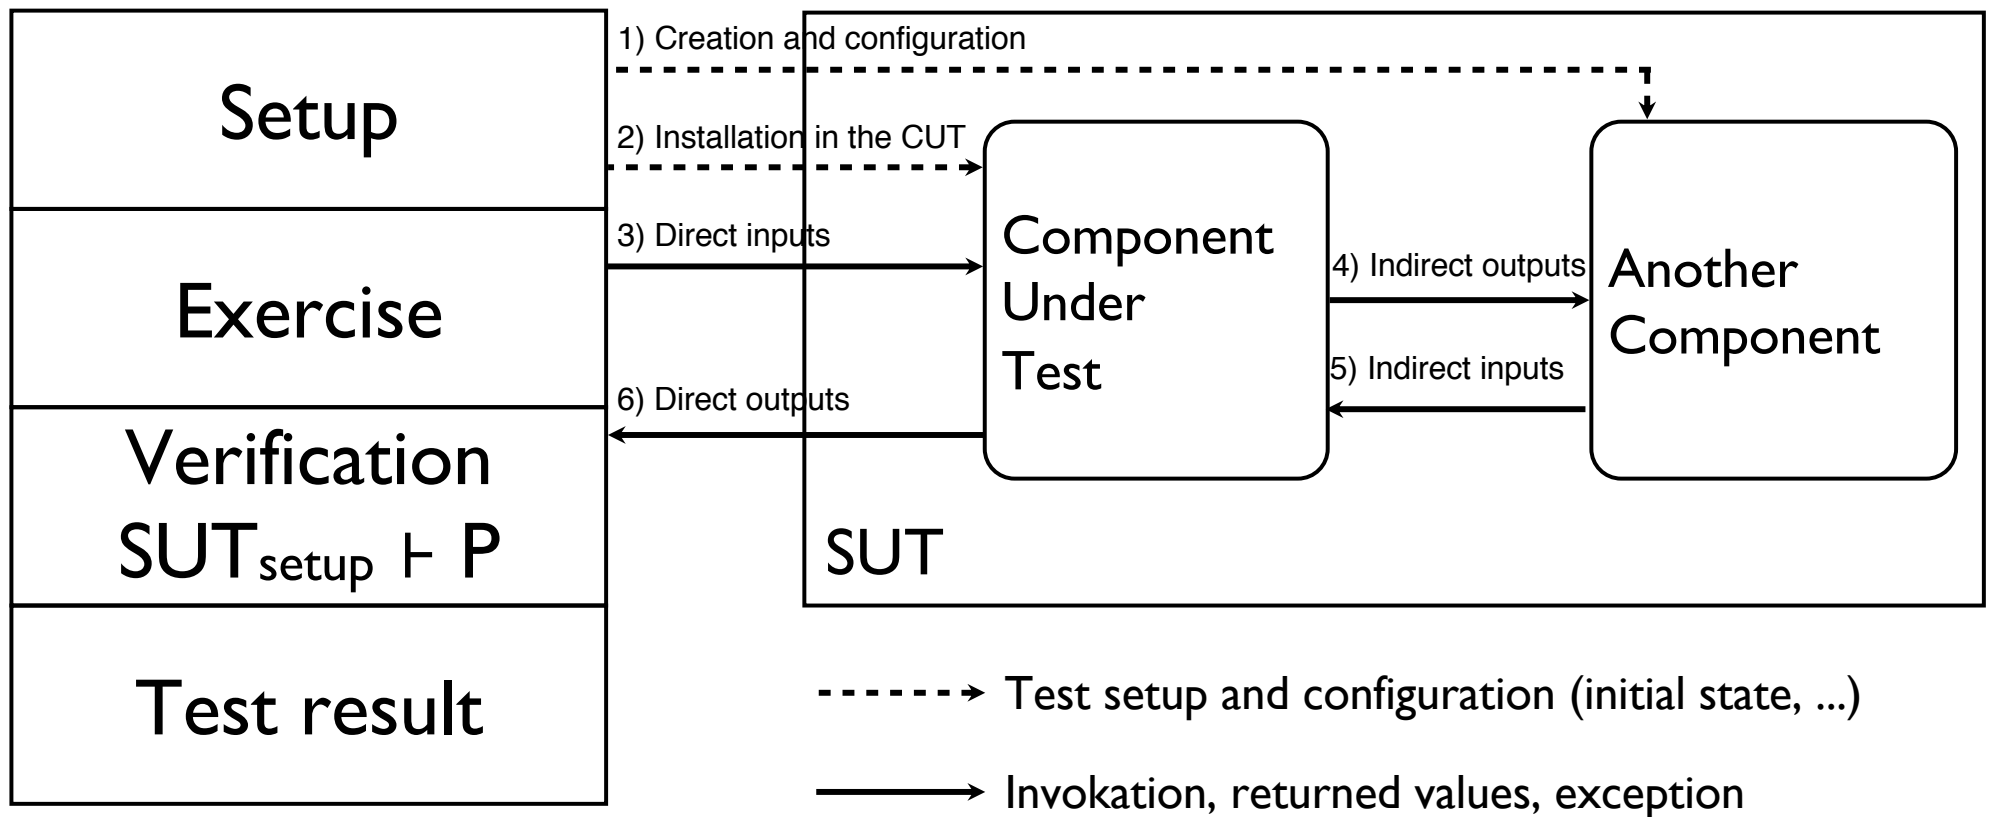 Setup
Exercise
Verification
SUTsetup ⊦ P
Test result
1) Creation and configuration
2) Installation in the CUT
3) Direct inputs
6) Direct outputs
Component
Under
Test
4) Indirect outputs
5) Indirect inputs
Another
Component
SUT
Test setup and configuration (initial state, ...)
Invokation, returned values, exception